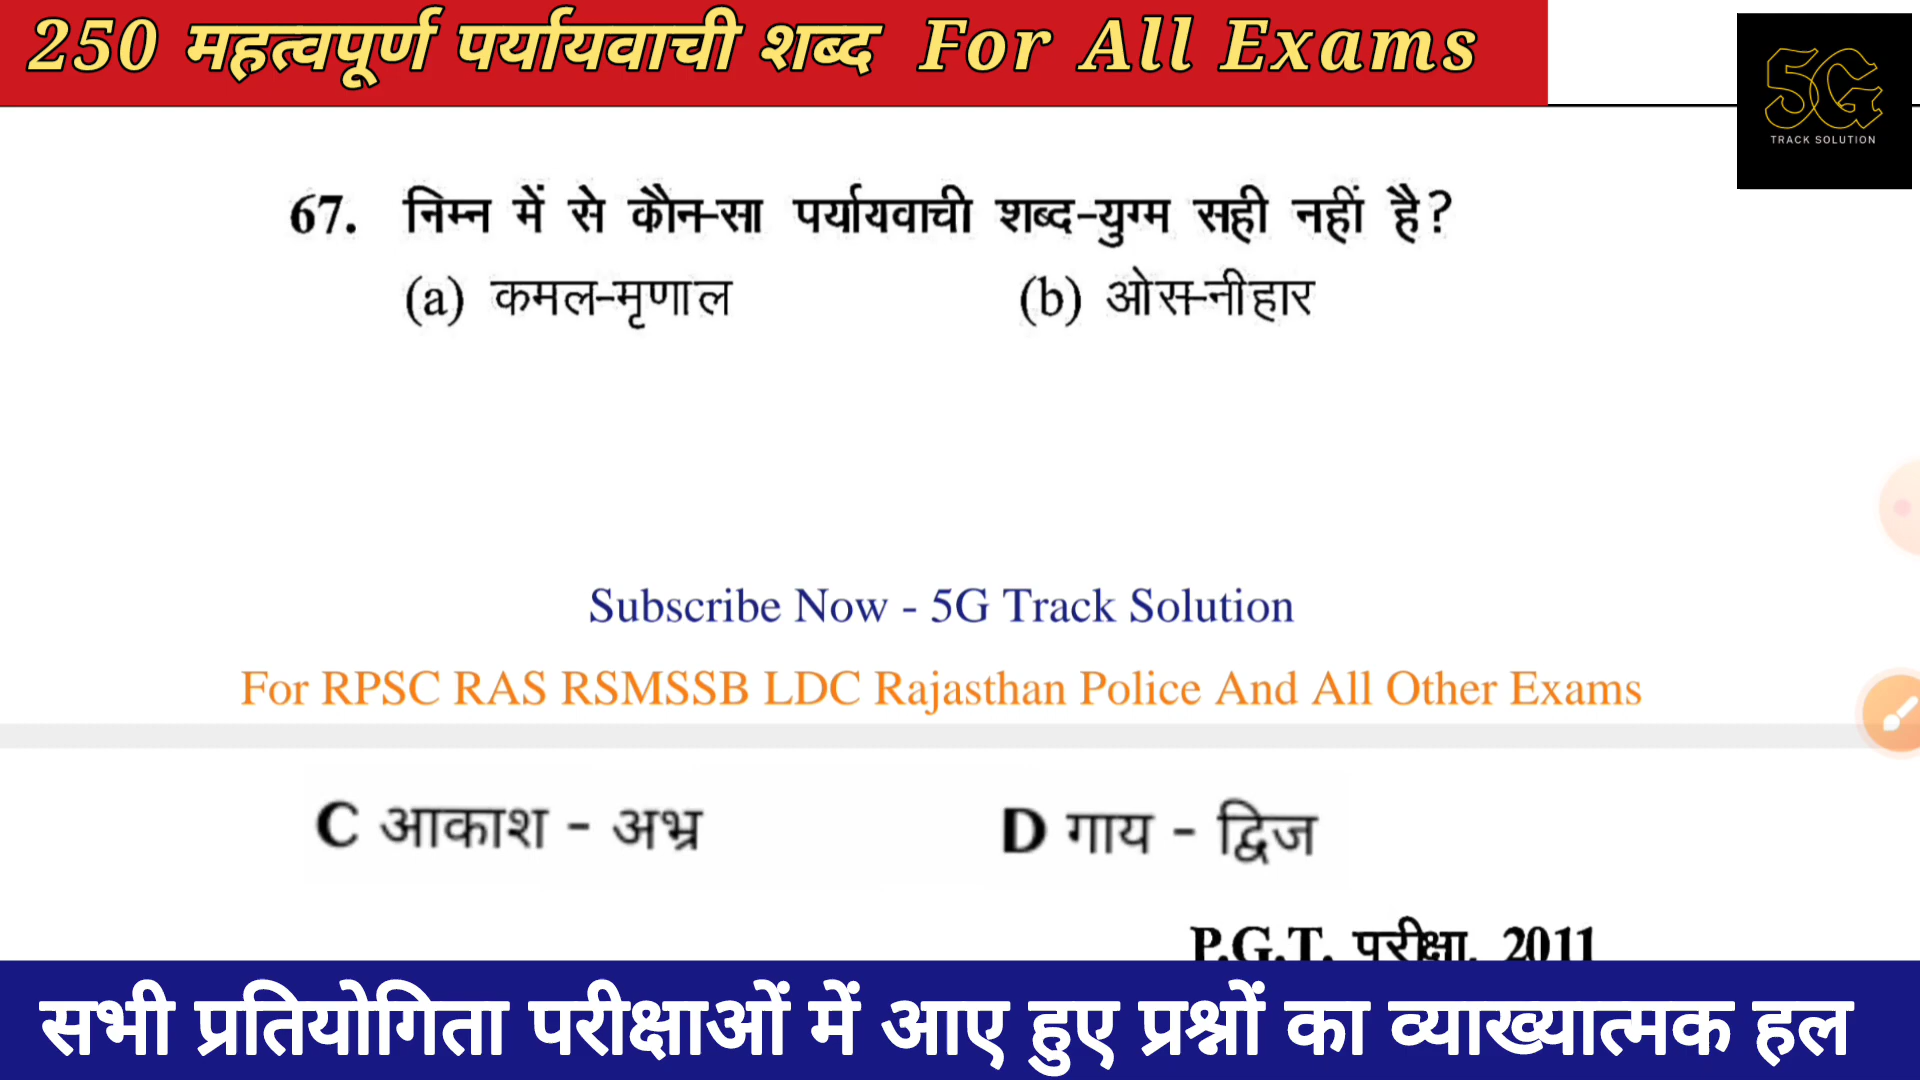 250 महत्वपूर्ण पर्यायवाची शब्द For All Exams
5G
TRACK SOLUTION
67. निम्न में से कौन-सा पर्यायवाची शब्द-युग्म सही नहीं है?
(a) कमल-मृणाल (b) ओस-नीहार
Subscribe Now - 5G Track Solution
For RPSC RAS RSMSSB LDC Rajasthan Police And All Other Exams
C आकाश - अभ्र D गाय - द्विज
P.G.T. परीक्षा, 2011
सभी प्रतियोगिता परीक्षाओं में आए हुए प्रश्नों का व्याख्यात्मक हल